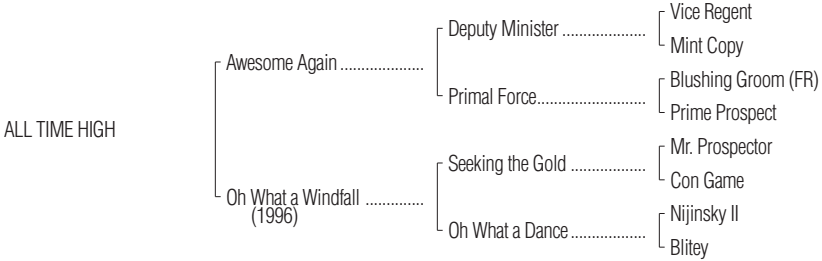 Vice Regent
Deputy Minister ....................
Mint Copy
Awesome Again ....................
Blushing Groom (FR)
Primal Force..........................
Prime Prospect
ALL TIME HIGH
Mr. Prospector
Seeking the Gold ..................
Con Game
Oh What a Windfall ..............
(1996)
Nijinsky II
Oh What a Dance ..................
Blitey